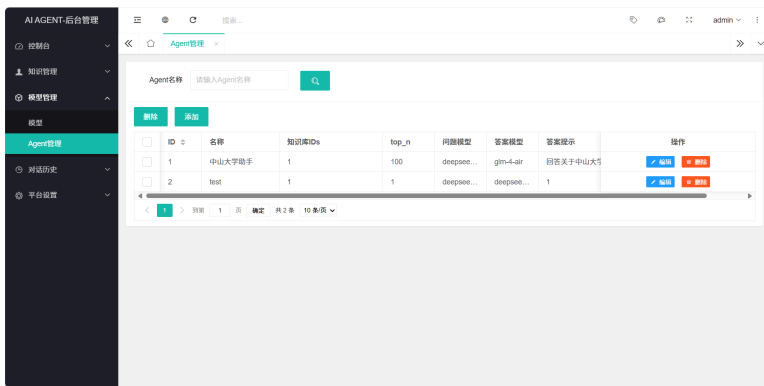 AI AGENT-后台管理
搜索...
admin
控制台
Agent管理
知识管理
模型管理
模型
Agent管理
对话历史
平台设置
Agent名称 请输入Agent名称
删除 添加
ID 名称 知识库IDs top_n 问题模型 答案模型 答案提示 操作
1 中山大学助手 1 100 deepsee... glm-4-air 回答关于中山大学 编辑 删除
2 test 1 1 deepsee... deepsee... 1 编辑 删除
1 到第 1 页 确定 共 2 条 10 条/页